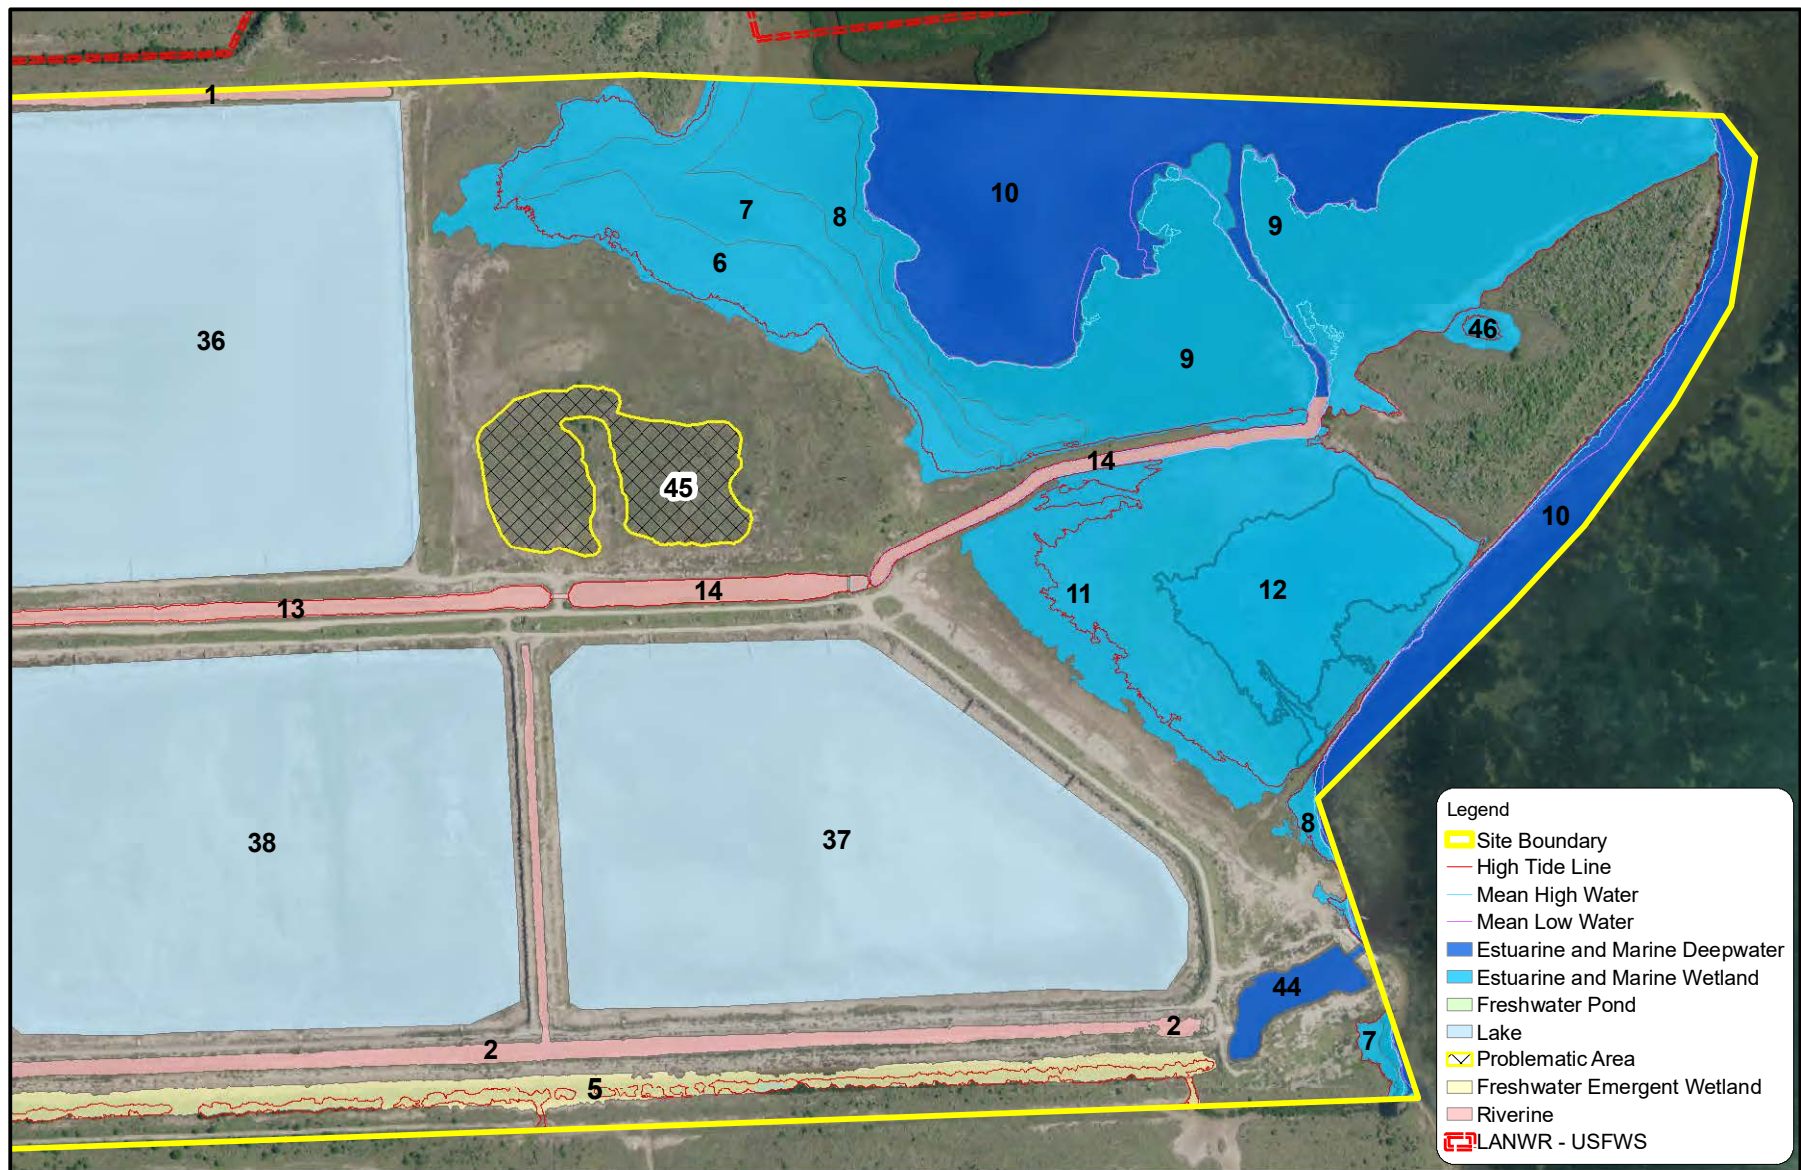 1
10
7
8
9
6
46
36
9
14
45
10
14
13
11
12
38
37
8
44
2
2
7
5
Legend
Site Boundary
High Tide Line
Mean High Water
Mean Low Water
Estuarine and Marine Deepwater
Estuarine and Marine Wetland
Freshwater Pond
Lake
Problematic Area
Freshwater Emergent Wetland
Riverine
LANWR - USFWS